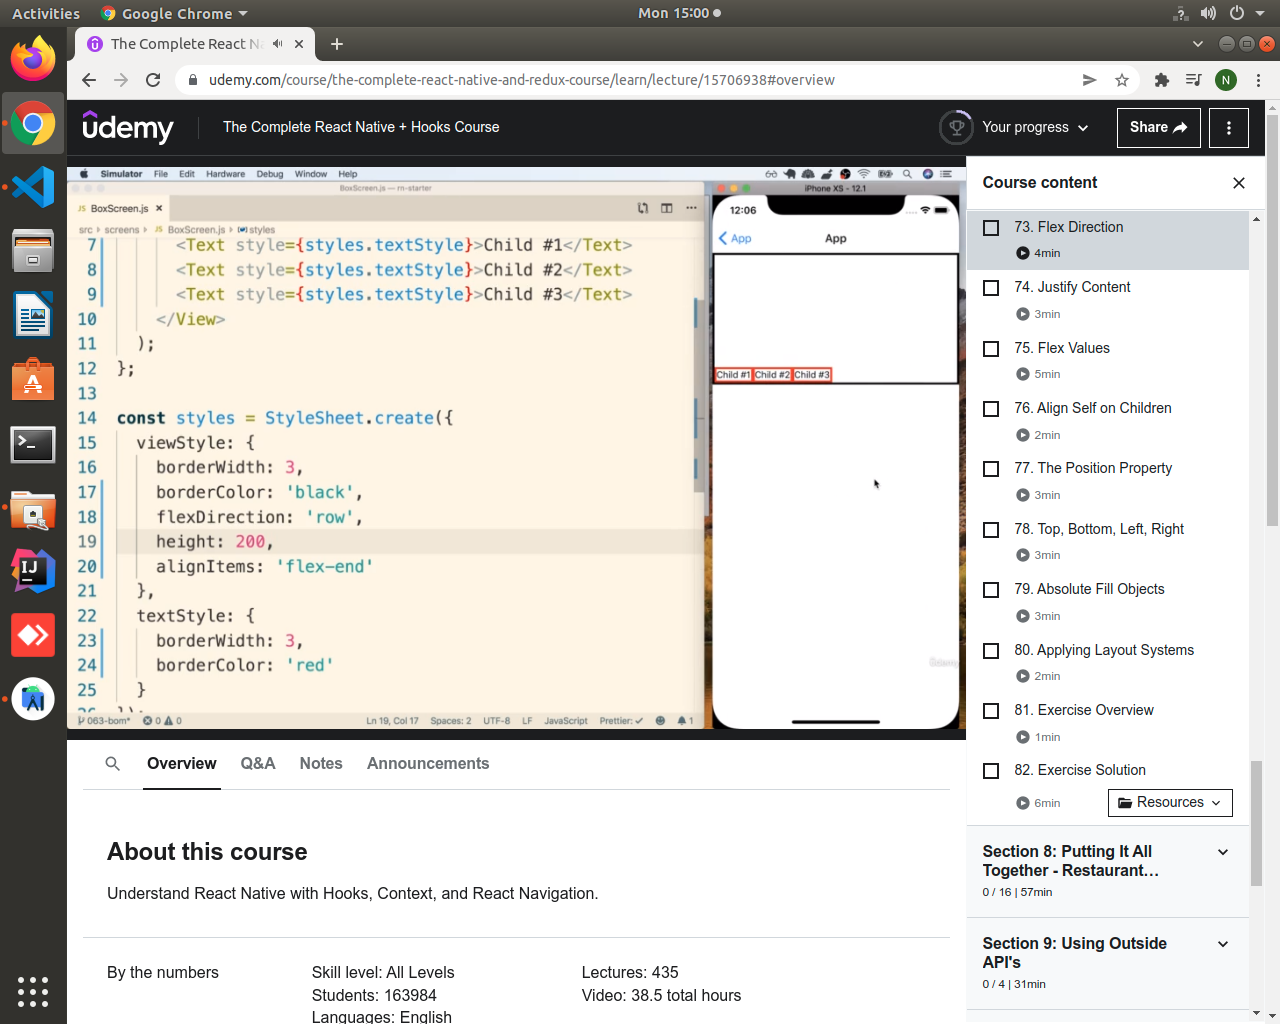 Activities
Google Chrome
Mon 15:00
The Complete React Na
udemy.com/course/the-complete-react-native-and-redux-course/learn/lecture/15706938#overview
N
udemy
The Complete React Native + Hooks Course
Your progress
Share
Simulator File Edit Hardware Debug Window Help
BoxScreen.js — rn-starter
JS BoxScreen.js
src › screens › JS BoxScreen.js › styles
7 <Text style={styles.textStyle}>Child #1</Text>
8 <Text style={styles.textStyle}>Child #2</Text>
9 <Text style={styles.textStyle}>Child #3</Text>
10 </View>
11 );
12 };
13
14 const styles = StyleSheet.create({
15 viewStyle: {
16 borderWidth: 3,
17 borderColor: 'black',
18 flexDirection: 'row',
19 height: 200,
20 alignItems: 'flex-end'
21 },
22 textStyle: {
23 borderWidth: 3,
24 borderColor: 'red'
25 }
26 });
063-bom* 0 0 Ln 19, Col 17 Spaces: 2 UTF-8 LF JavaScript Prettier: ✓ 1
iPhone XS - 12.1
12:06
App
App
Child #1 Child #2 Child #3
Udemy
Course content
73. Flex Direction
4min
74. Justify Content
3min
75. Flex Values
5min
76. Align Self on Children
2min
77. The Position Property
3min
78. Top, Bottom, Left, Right
3min
79. Absolute Fill Objects
3min
80. Applying Layout Systems
2min
81. Exercise Overview
1min
82. Exercise Solution
6min
Resources
Section 8: Putting It All
Together - Restaurant…
0 / 16 | 57min
Section 9: Using Outside
API's
0 / 4 | 31min
Overview
Q&A
Notes
Announcements
About this course
Understand React Native with Hooks, Context, and React Navigation.
By the numbers
Skill level: All Levels
Students: 163984
Languages: English
Lectures: 435
Video: 38.5 total hours